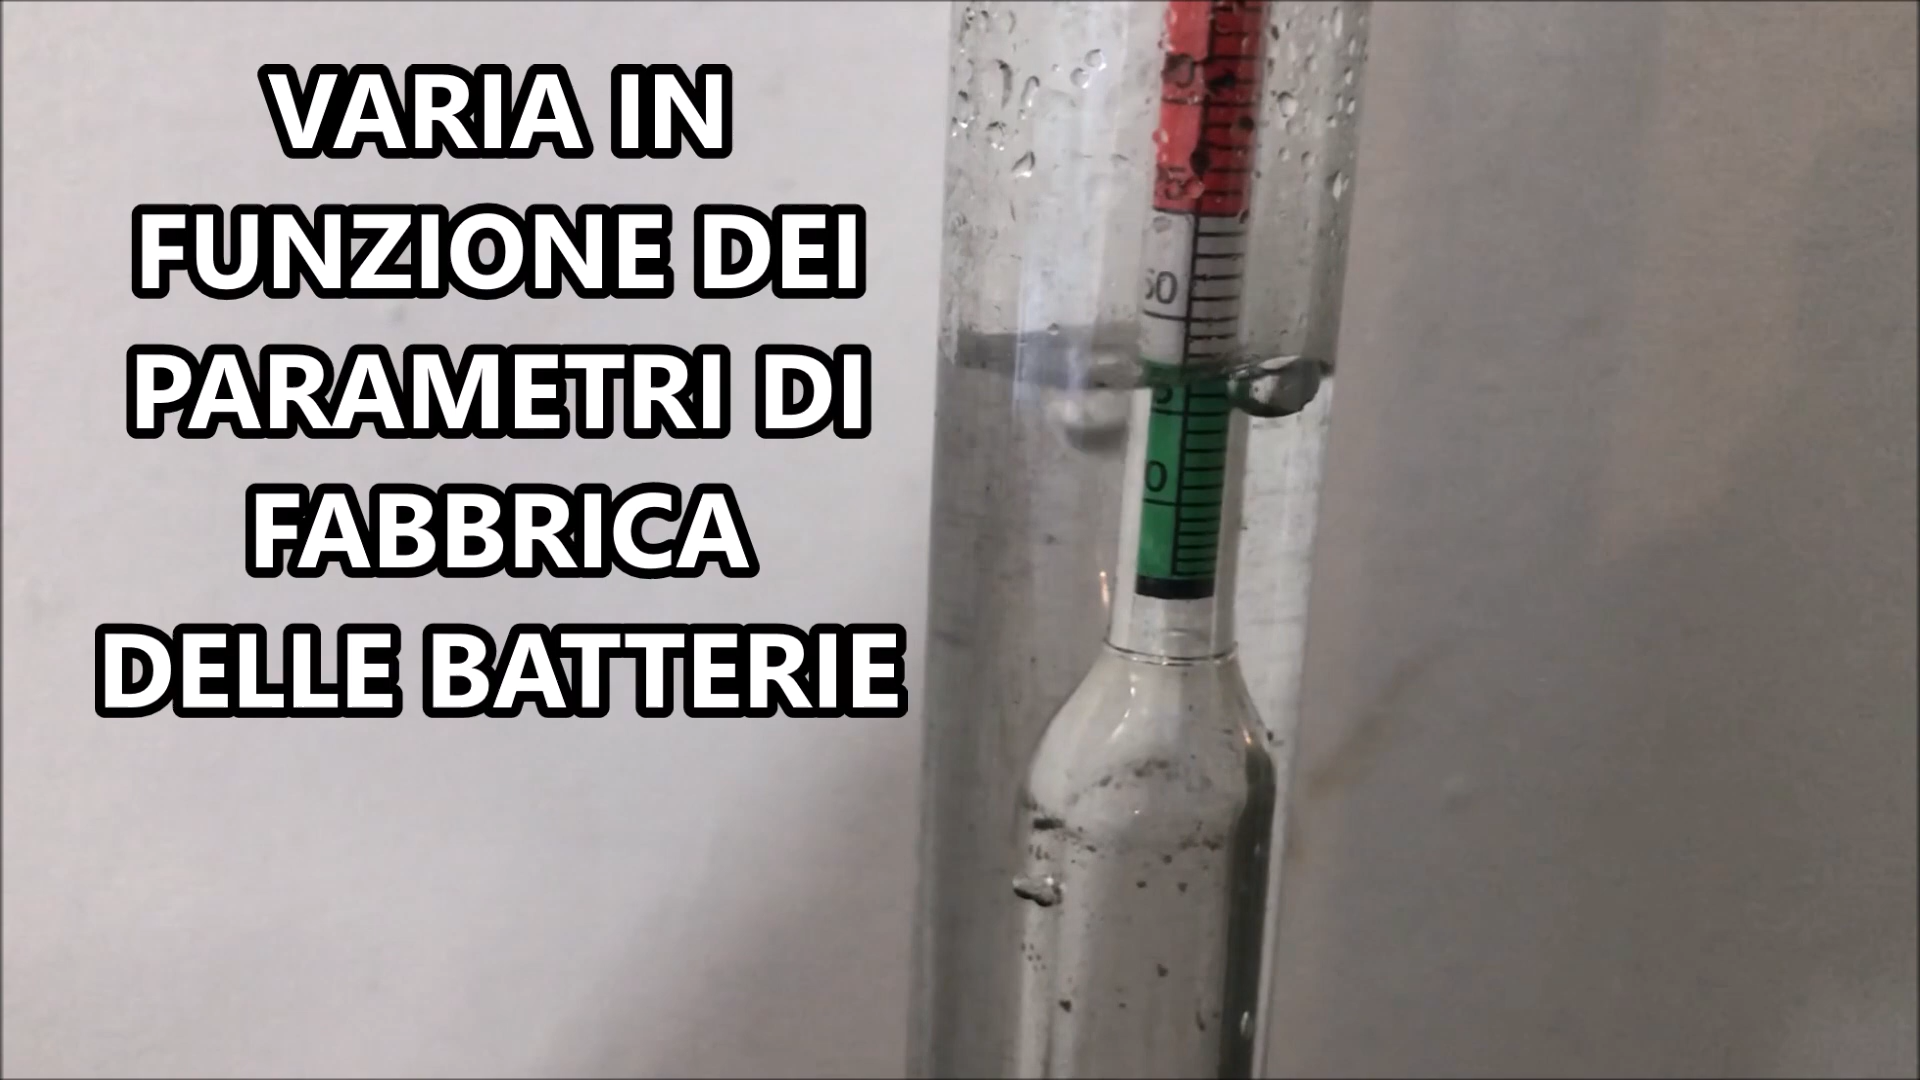 VARIA IN
FUNZIONE DEI
PARAMETRI DI
FABBRICA
DELLE BATTERIE